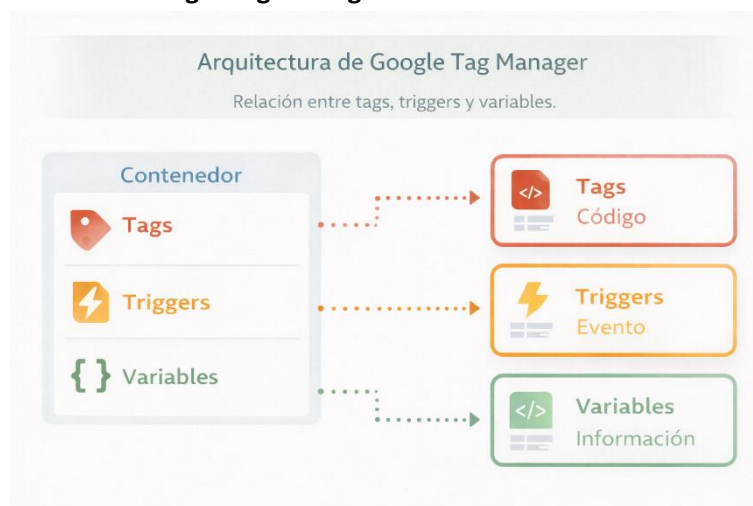 Arquitectura de Google Tag Manager
Relación entre tags, triggers y variables.
Contenedor
Tags
Triggers
{ } Variables
</> Tags
Código
Triggers
Evento
</> Variables
Información